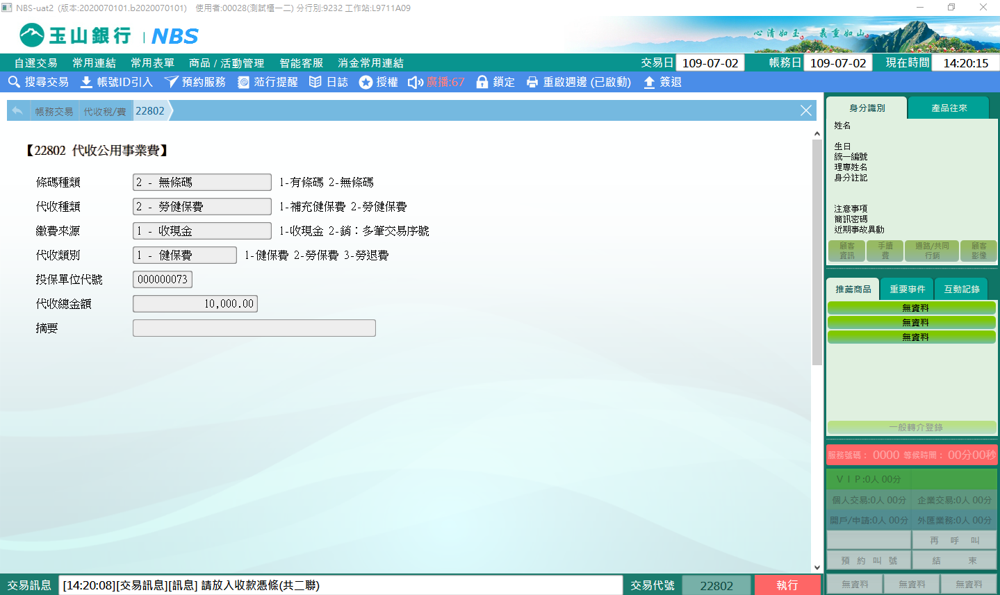 NBS-uat2 (版本:2020070101.b2020070101) 使用者:00028(測試櫃一二) 分行別:9232 工作站:L9711A09
玉山銀行 | NBS
心清如玉。 義重如山。
自選交易 常用連結 常用表單 商品 / 活動管理 智能客服 消金常用連結 交易日 109-07-02 帳務日 109-07-02 現在時間 14:20:15
搜尋交易 帳號ID引入 預約服務 蒞行提醒 日誌 授權 廣播:67 鎖定 重啟週邊 (已啟動) 簽退
帳務交易 代收稅/費 22802
【22802 代收公用事業費】
條碼種類 2 - 無條碼 1-有條碼 2-無條碼
代收種類 2 - 勞健保費 1-補充健保費 2-勞健保費
繳費來源 1 - 收現金 1-收現金 2-銷：多筆交易序號
代收類別 1 - 健保費 1-健保費 2-勞保費 3-勞退費
投保單位代號 000000073
代收總金額 10,000.00
摘要
身分識別 產品往來
姓名
生日
統一編號
理專姓名
身分註記
注意事項
簡訊密碼
近期事故異動
顧客資訊 手續費 通路/共同行銷 顧客影像
推薦商品 重要事件 互動記錄
無資料
無資料
無資料
一般轉介登錄
服務號碼： 0000 等候時間： 00分00秒
ＶＩＰ:0人 00分
個人交易:0人 00分 企業交易:0人 00分
開戶/申請:0人 00分 外匯業務:0人 00分
再 呼 叫
預 約 叫 號 結 束
無資料 無資料 無資料
交易訊息 [14:20:08][交易訊息][訊息] 請放入收款憑條(共二聯) 交易代號 22802 執行